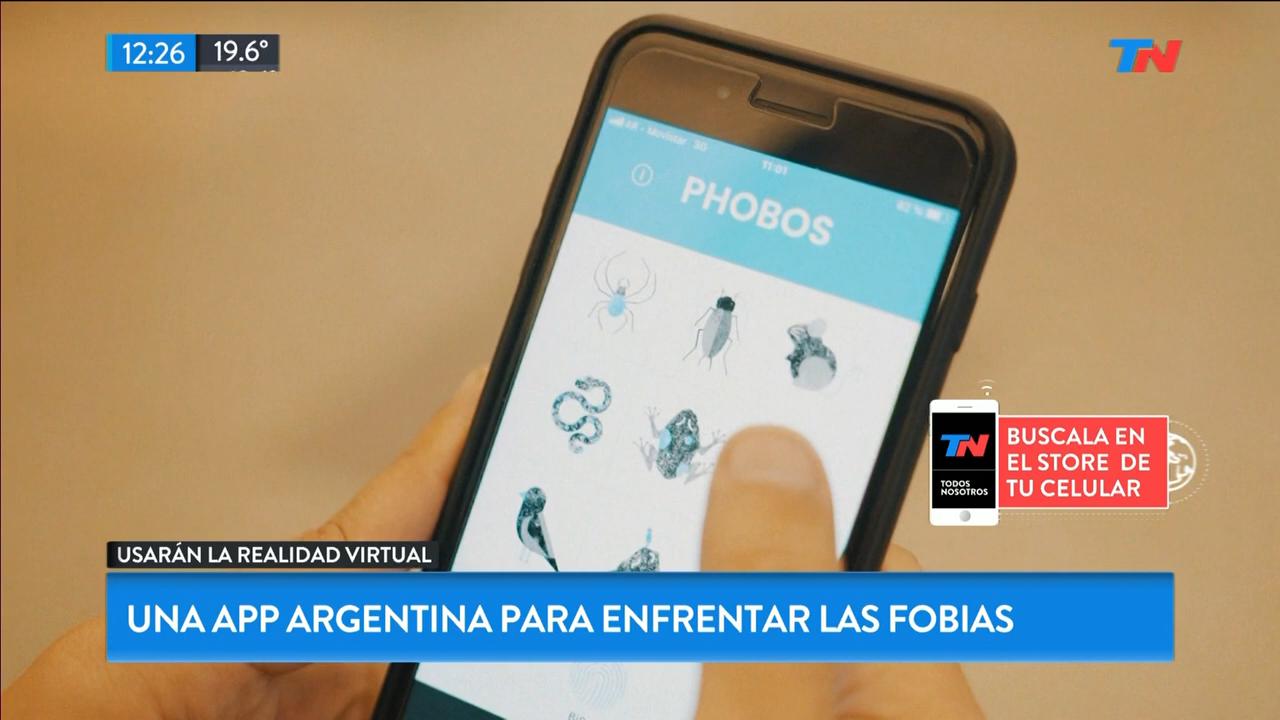 12:26 19.6°
TN
Movistar 3G
11:01
PHOBOS
TN
TODOS
NOSOTROS
BUSCALA EN
EL STORE DE
TU CELULAR
USARÁN LA REALIDAD VIRTUAL
UNA APP ARGENTINA PARA ENFRENTAR LAS FOBIAS